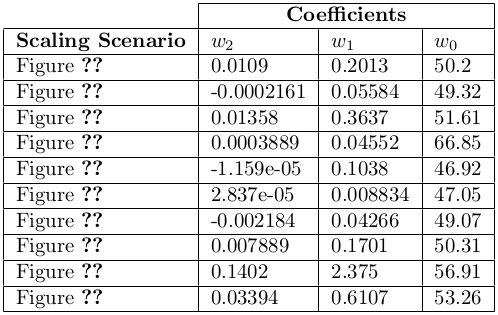 Coefficients
Scaling Scenario w₂ w₁ w₀
Figure ?? 0.0109 0.2013 50.2
Figure ?? -0.0002161 0.05584 49.32
Figure ?? 0.01358 0.3637 51.61
Figure ?? 0.0003889 0.04552 66.85
Figure ?? -1.159e-05 0.1038 46.92
Figure ?? 2.837e-05 0.008834 47.05
Figure ?? -0.002184 0.04266 49.07
Figure ?? 0.007889 0.1701 50.31
Figure ?? 0.1402 2.375 56.91
Figure ?? 0.03394 0.6107 53.26